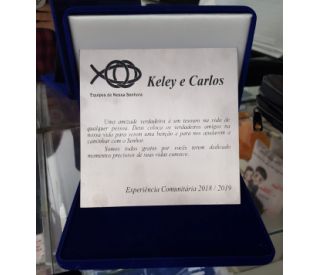 Equipes de Nossa Senhora
Keley e Carlos
Uma amizade verdadeira é um tesouro na vida de
qualquer pessoa. Deus coloca os verdadeiros amigos na
nossa vida para serem uma benção e para nos ajudarem a
caminhar com o Senhor.
Somos todos gratos por vocês terem dedicado
momentos preciosos de suas vidas conosco.
Experiência Comunitária 2018 / 2019